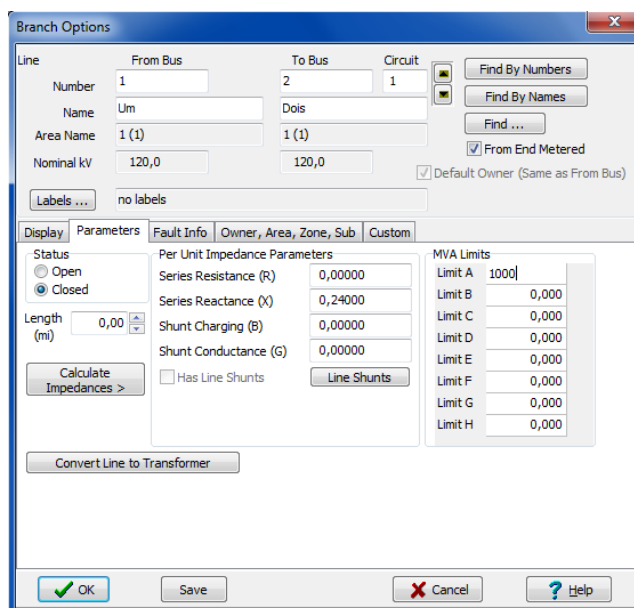 Branch Options
Line From Bus To Bus Circuit
Number 1 2 1 Find By Numbers
Name Um Dois Find By Names
Area Name 1 (1) 1 (1) Find ...
From End Metered
Nominal kV 120,0 120,0
Default Owner (Same as From Bus)
Labels ... no labels
Display Parameters Fault Info Owner, Area, Zone, Sub Custom
Status Per Unit Impedance Parameters MVA Limits
Open Series Resistance (R) 0,00000 Limit A 1000
Closed Series Reactance (X) 0,24000 Limit B 0,000
Length (mi) 0,00 Shunt Charging (B) 0,00000 Limit C 0,000
Shunt Conductance (G) 0,00000 Limit D 0,000
Calculate Impedances > Has Line Shunts Line Shunts Limit E 0,000
Limit F 0,000
Limit G 0,000
Limit H 0,000
Convert Line to Transformer
OK Save Cancel ? Help